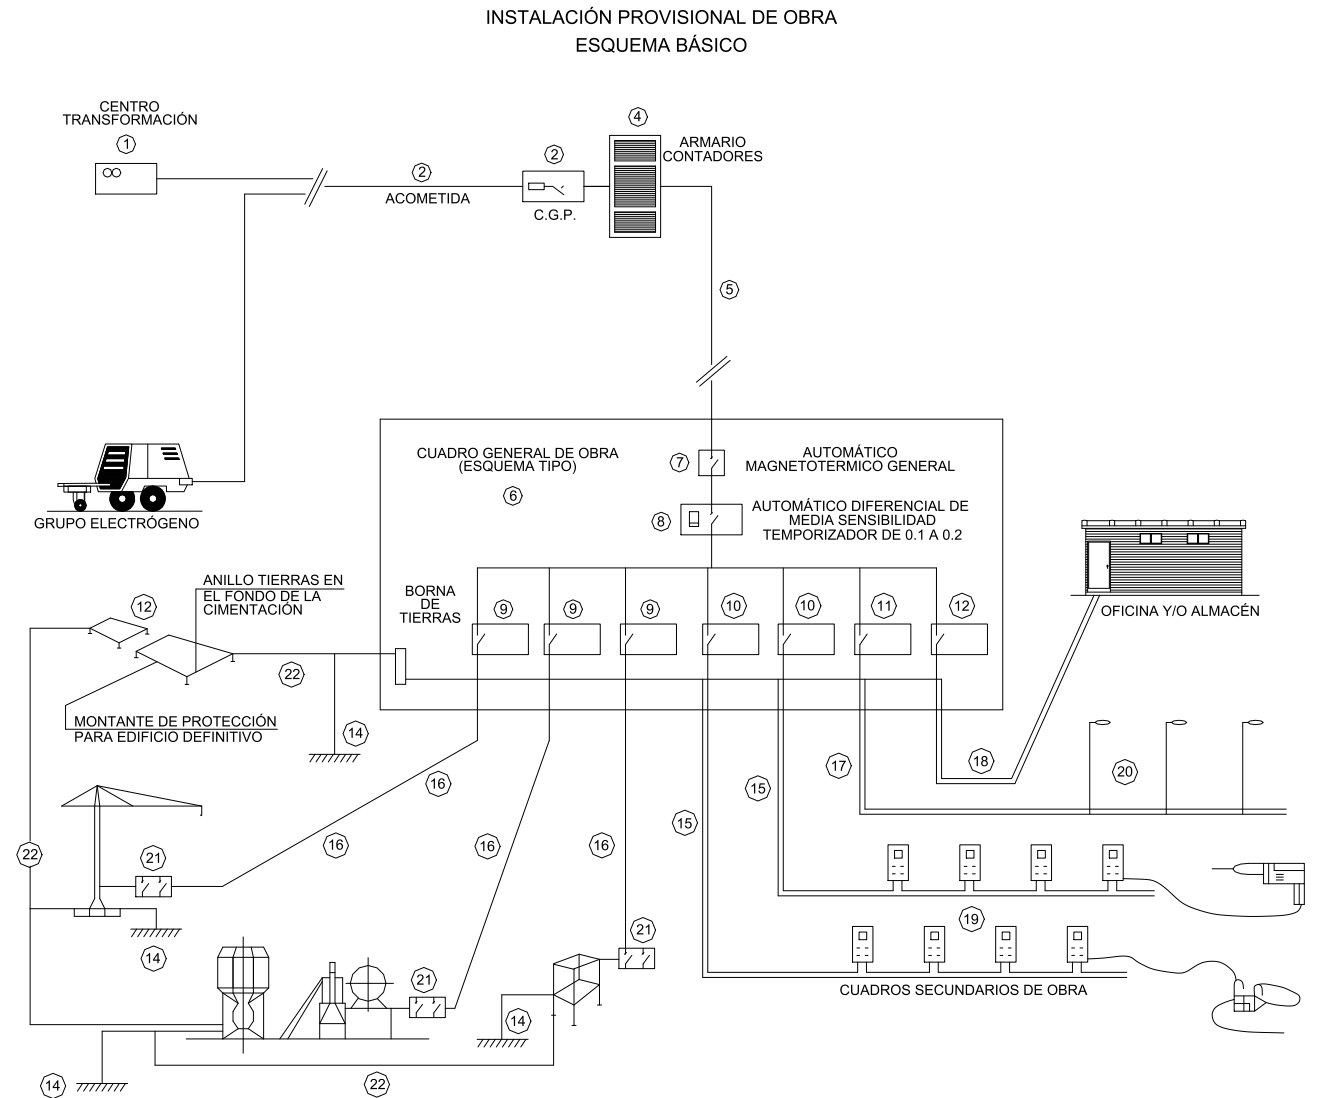 INSTALACIÓN PROVISIONAL DE OBRA
ESQUEMA BÁSICO
CENTRO
TRANSFORMACIÓN
1
2
ACOMETIDA
2
C.G.P.
4
ARMARIO
CONTADORES
5
GRUPO ELECTRÓGENO
CUADRO GENERAL DE OBRA
(ESQUEMA TIPO)
6
7
AUTOMÁTICO
MAGNETOTERMICO GENERAL
8
AUTOMÁTICO DIFERENCIAL DE
MEDIA SENSIBILIDAD
TEMPORIZADOR DE 0.1 A 0.2
OFICINA Y/O ALMACÉN
ANILLO TIERRAS EN
EL FONDO DE LA
CIMENTACIÓN
12
BORNA
DE
TIERRAS
9
9
9
10
10
11
12
22
MONTANTE DE PROTECCIÓN
PARA EDIFICIO DEFINITIVO
14
16
17
18
20
15
15
16
16
16
22
21
14
19
21
21
14
CUADROS SECUNDARIOS DE OBRA
14
22